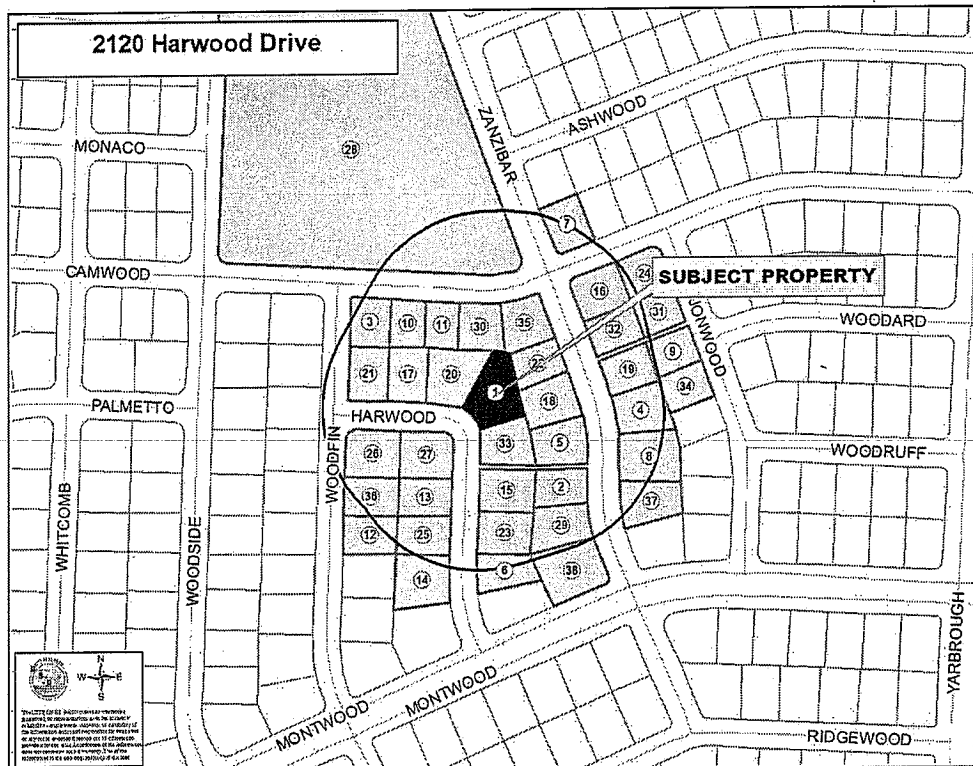 2120 Harwood Drive
ZANZIBAR
ASHWOOD
MONACO
28
7
CAMWOOD
24
SUBJECT PROPERTY
16
3
10
11
30
35
32
31
JONWOOD
WOODARD
22
9
21
17
20
19
1
34
18
PALMETTO
HARWOOD
4
33
5
WOODRUFF
26
27
8
WOODFIN
36
13
15
2
37
WHITCOMB
WOODSIDE
12
25
23
29
6
38
14
YARBROUGH
N
W E
S
MONTWOOD
MONTWOOD
RIDGEWOOD